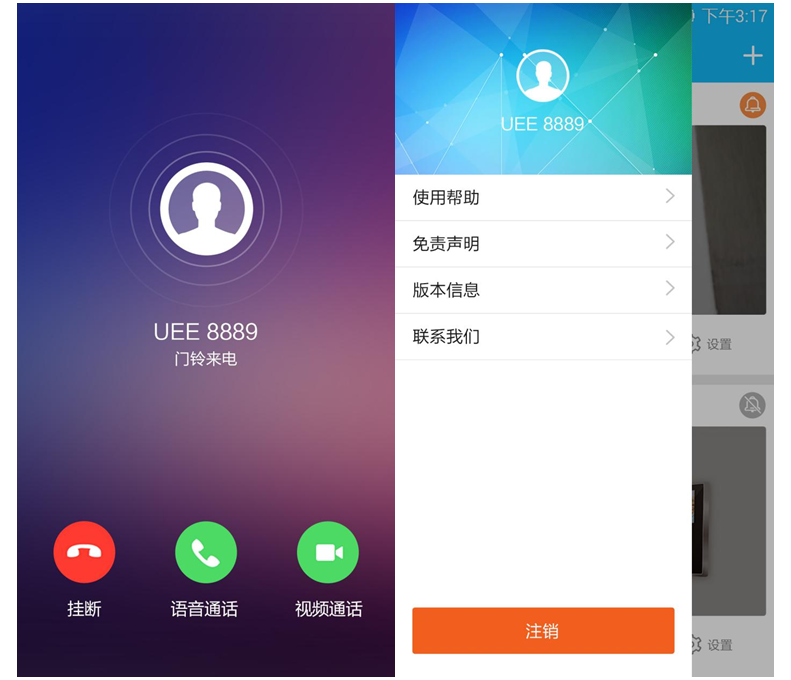 UEE 8889
门铃来电
挂断
语音通话
视频通话
UEE 8889
使用帮助
免责声明
版本信息
联系我们
注销
下午3:17
设置
设置